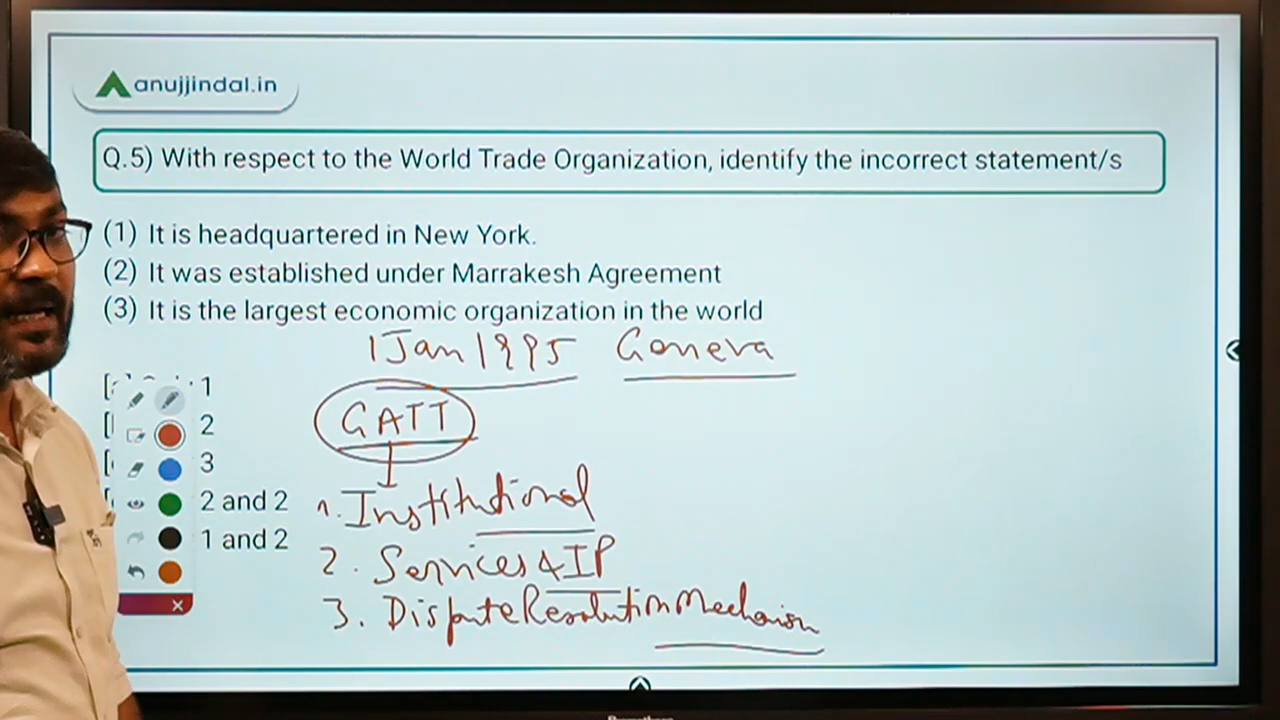 anujjindal.in
Q.5) With respect to the World Trade Organization, identify the incorrect statement/s
(1) It is headquartered in New York.
(2) It was established under Marrakesh Agreement
(3) It is the largest economic organization in the world
1 Jan 1995 Geneva
1
GATT
2
3
1. Institutional
2 and 2
1 and 2
2. Services & IP
3. Dispute Resolution Mechanism